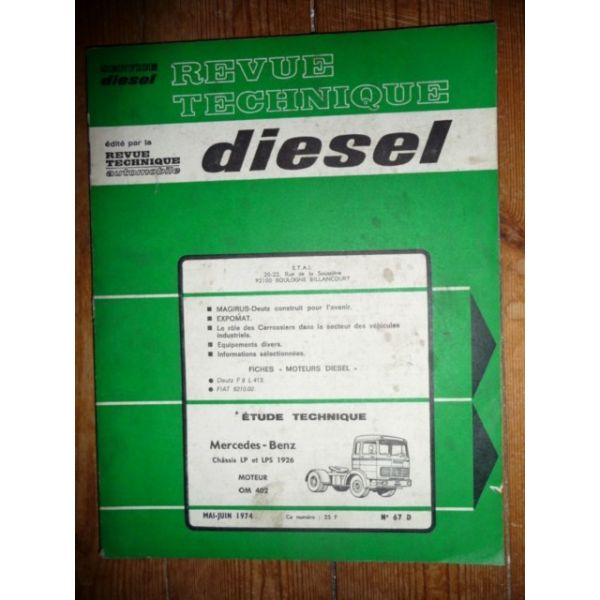 SERVICE
diesel
REVUE
TECHNIQUE
édité par la
REVUE
TECHNIQUE
automobile
diesel
E.T.A.I.
20-22, Rue de la Saussière
92100 BOULOGNE BILLANCOURT
■ MAGIRUS-Deutz construit pour l'avenir.
■ EXPOMAT.
■ Le rôle des Carrossiers dans le secteur des véhicules
industriels.
■ Equipements divers.
■ Informations sélectionnées.
FICHES « MOTEURS DIESEL »
● Deutz F 8 L 413.
● FIAT 8210.02.
* ÉTUDE TECHNIQUE
Mercedes-Benz
Châssis LP et LPS 1926
MOTEUR
OM 402
MAI-JUIN 1974
Ce numéro : 25 F
N° 67 D